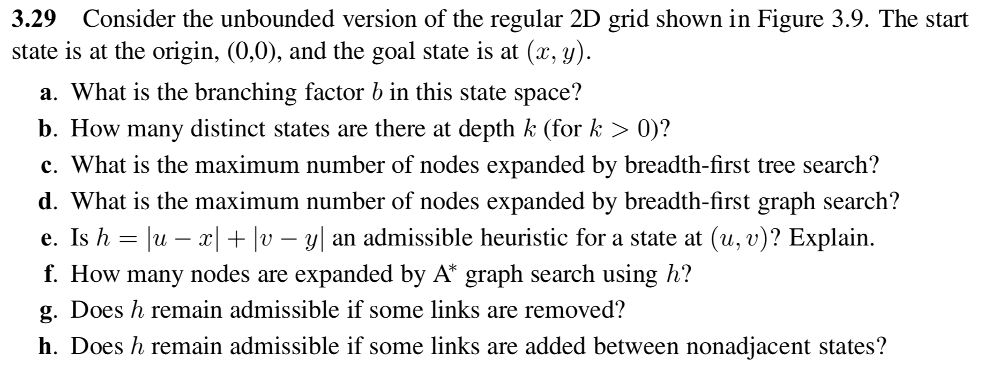 3.29 Consider the unbounded version of the regular 2D grid shown in Figure 3.9. The start
state is at the origin, (0,0), and the goal state is at (x, y).
a. What is the branching factor b in this state space?
b. How many distinct states are there at depth k (for k > 0)?
c. What is the maximum number of nodes expanded by breadth-first tree search?
d. What is the maximum number of nodes expanded by breadth-first graph search?
e. Is h = |u − x| + |v − y| an admissible heuristic for a state at (u, v)? Explain.
f. How many nodes are expanded by A* graph search using h?
g. Does h remain admissible if some links are removed?
h. Does h remain admissible if some links are added between nonadjacent states?